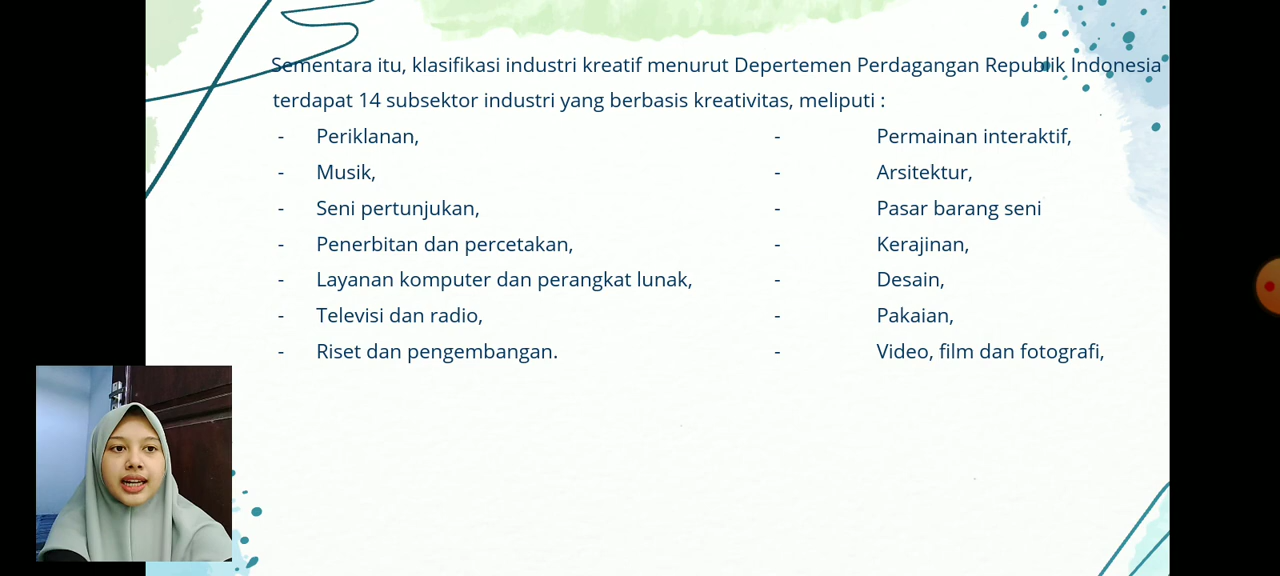 Sementara itu, klasifikasi industri kreatif menurut Depertemen Perdagangan Republik Indonesia
terdapat 14 subsektor industri yang berbasis kreativitas, meliputi :
- Periklanan,
- Musik,
- Seni pertunjukan,
- Penerbitan dan percetakan,
- Layanan komputer dan perangkat lunak,
- Televisi dan radio,
- Riset dan pengembangan.
- Permainan interaktif,
- Arsitektur,
- Pasar barang seni
- Kerajinan,
- Desain,
- Pakaian,
- Video, film dan fotografi,